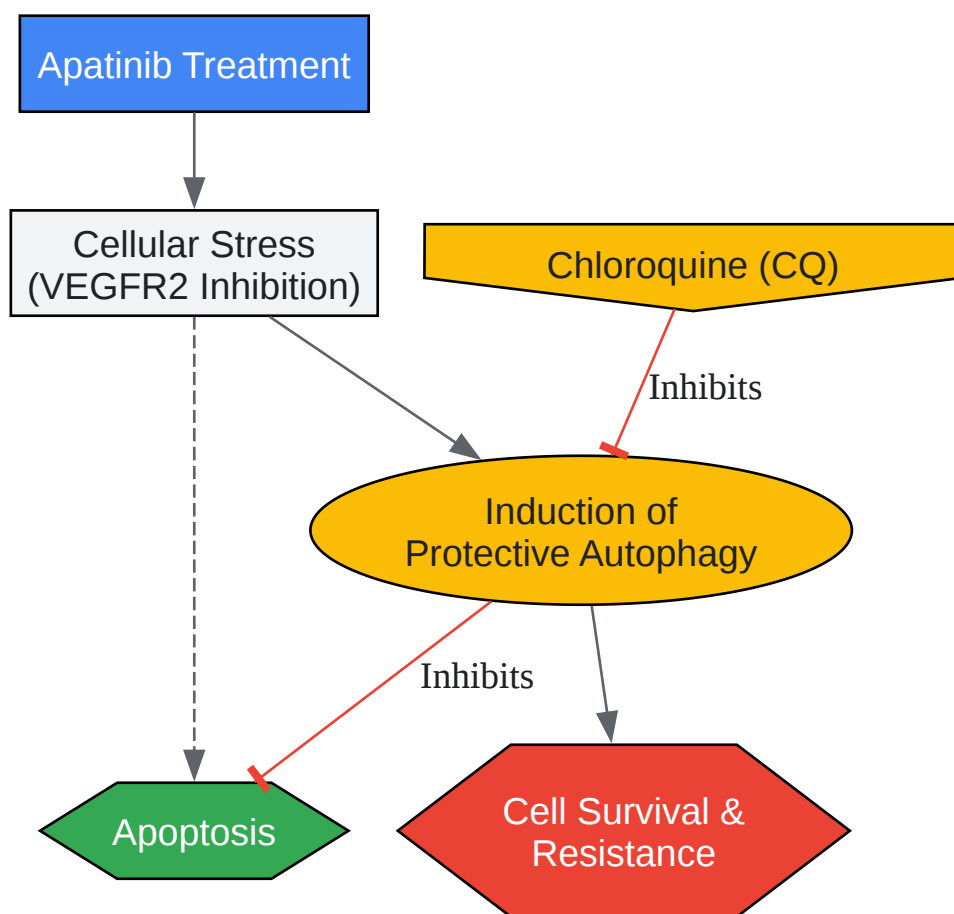 Apatinib Treatment
Cellular Stress
(VEGFR2 Inhibition)
Chloroquine (CQ)
Inhibits
Induction of
Protective Autophagy
Inhibits
Apoptosis
Cell Survival &
Resistance